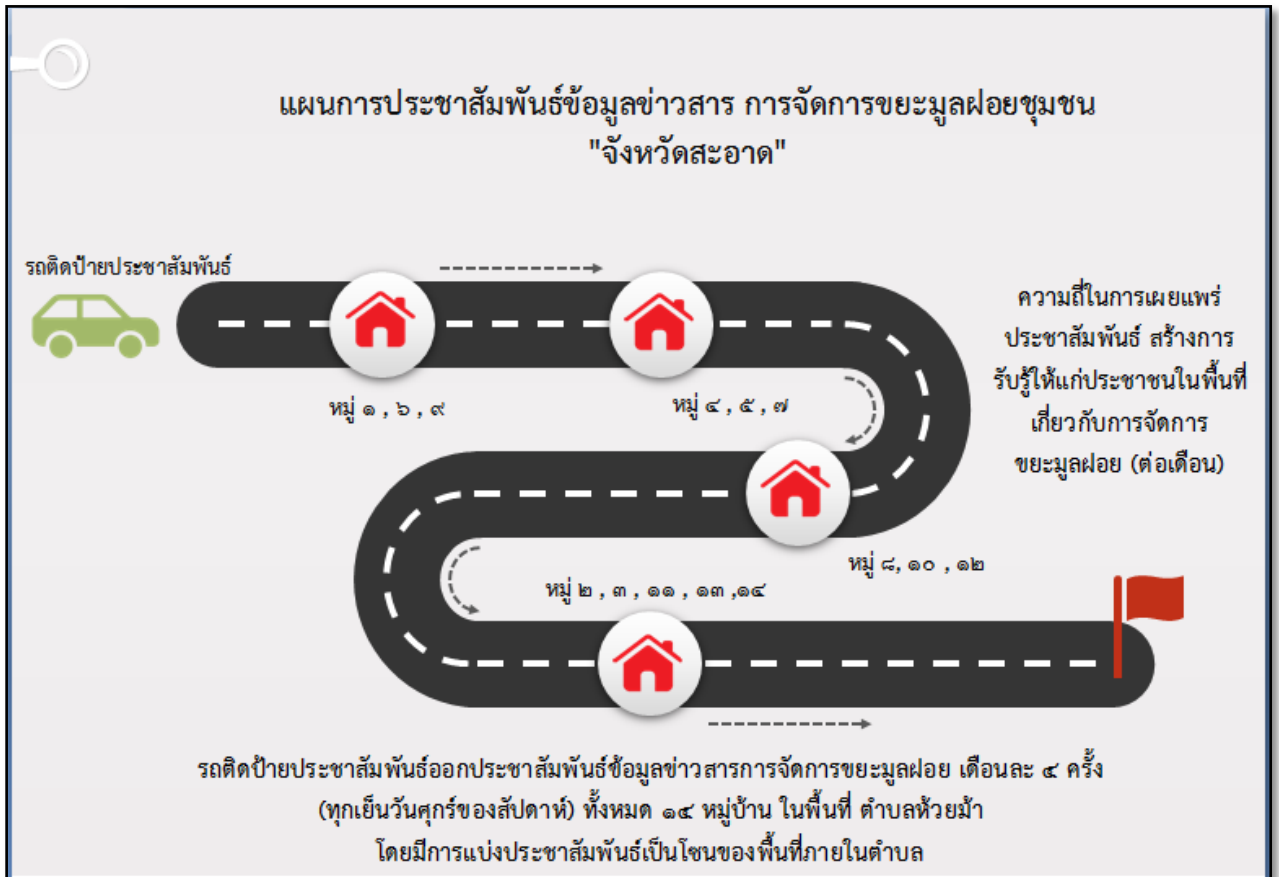 แผนการประชาสัมพันธ์ข้อมูลข่าวสาร การจัดการขยะมูลฝอยชุมชน
"จังหวัดสะอาด"
รถติดป้ายประชาสัมพันธ์
ความถี่ในการเผยแพร่
ประชาสัมพันธ์ สร้างการ
รับรู้ให้แก่ประชาชนในพื้นที่
เกี่ยวกับการจัดการ
ขยะมูลฝอย (ต่อเดือน)
หมู่ ๑ , ๖ , ๙
หมู่ ๔ , ๕ , ๗
หมู่ ๘, ๑๐ , ๑๒
หมู่ ๒ , ๓ , ๑๑ , ๑๓ ,๑๔
รถติดป้ายประชาสัมพันธ์ออกประชาสัมพันธ์ข้อมูลข่าวสารการจัดการขยะมูลฝอย เดือนละ ๔ ครั้ง
(ทุกเย็นวันศุกร์ของสัปดาห์) ทั้งหมด ๑๔ หมู่บ้าน ในพื้นที่ ตำบลห้วยม้า
โดยมีการแบ่งประชาสัมพันธ์เป็นโซนของพื้นที่ภายในตำบล